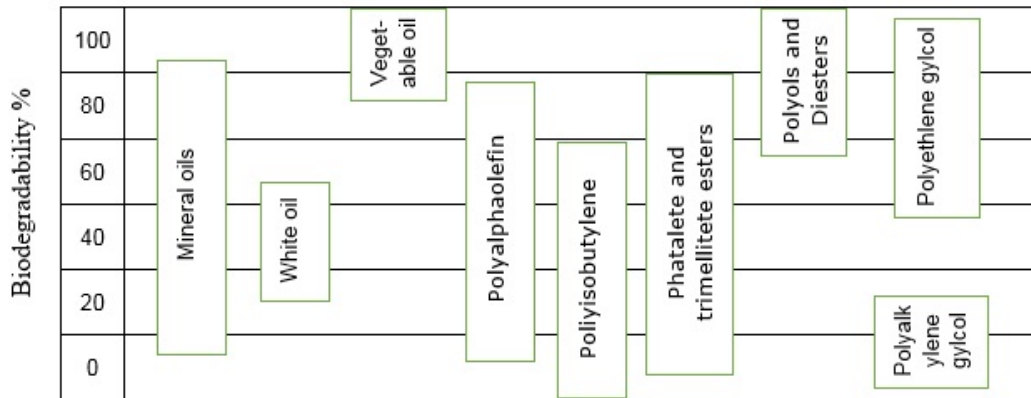 Biodegradability %
100
80
60
40
20
0
Mineral oils
White oil
Veget-
able oil
Polyalphaolefin
Poliyisobutylene
Phatalete and
trimellitete esters
Polyols and
Diesters
Polyethlene gylcol
Polyalk
ylene
gylcol